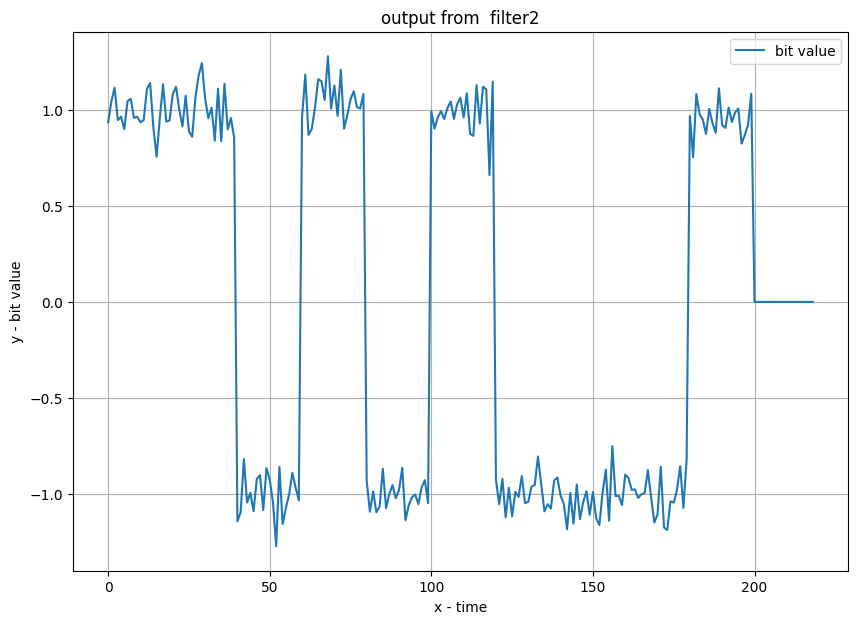 output from  filter2
bit value
1.0
0.5
0.0
−0.5
−1.0
y - bit value
0
50
100
150
200
x - time